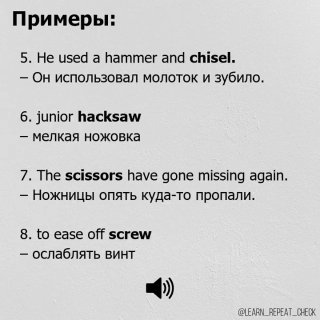 Примеры:
5. He used a hammer and chisel.
– Он использовал молоток и зубило.
6. junior hacksaw
– мелкая ножовка
7. The scissors have gone missing again.
– Ножницы опять куда-то пропали.
8. to ease off screw
– ослаблять винт
@LEARN_REPEAT_CHECK